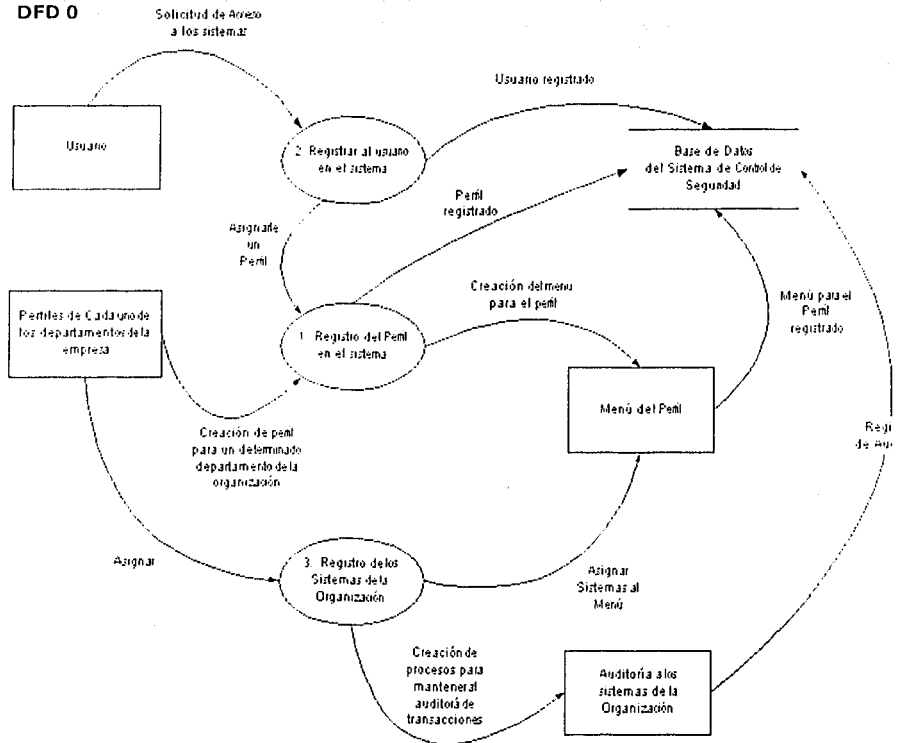 DFD 0
Solicitud de Acceso
a los sistemas
Usuario registrado
Usuario
2. Registrar al usuario
en el sistema
Base de Datos
del Sistema de Control de
Seguridad
Perfil
registrado
Asignarle
un
Perfil
Creación del menu
para el perfil
Menú para el
Perfil
registrado
Perfiles de Cada uno de
los departamentos de la
empresa
1. Registro del Perfil
en el sistema
Menú del Perfil
Creación de perfil
para un determinado
departamento de la
organización
Regi
de Au
Asignar
3. Registro de los
Sistemas de la
Organización
Asignar
Sistemas al
Menú
Creación de
procesos para
mantener al
auditorá de
transacciones
Auditoría a los
sistemas de la
Organización